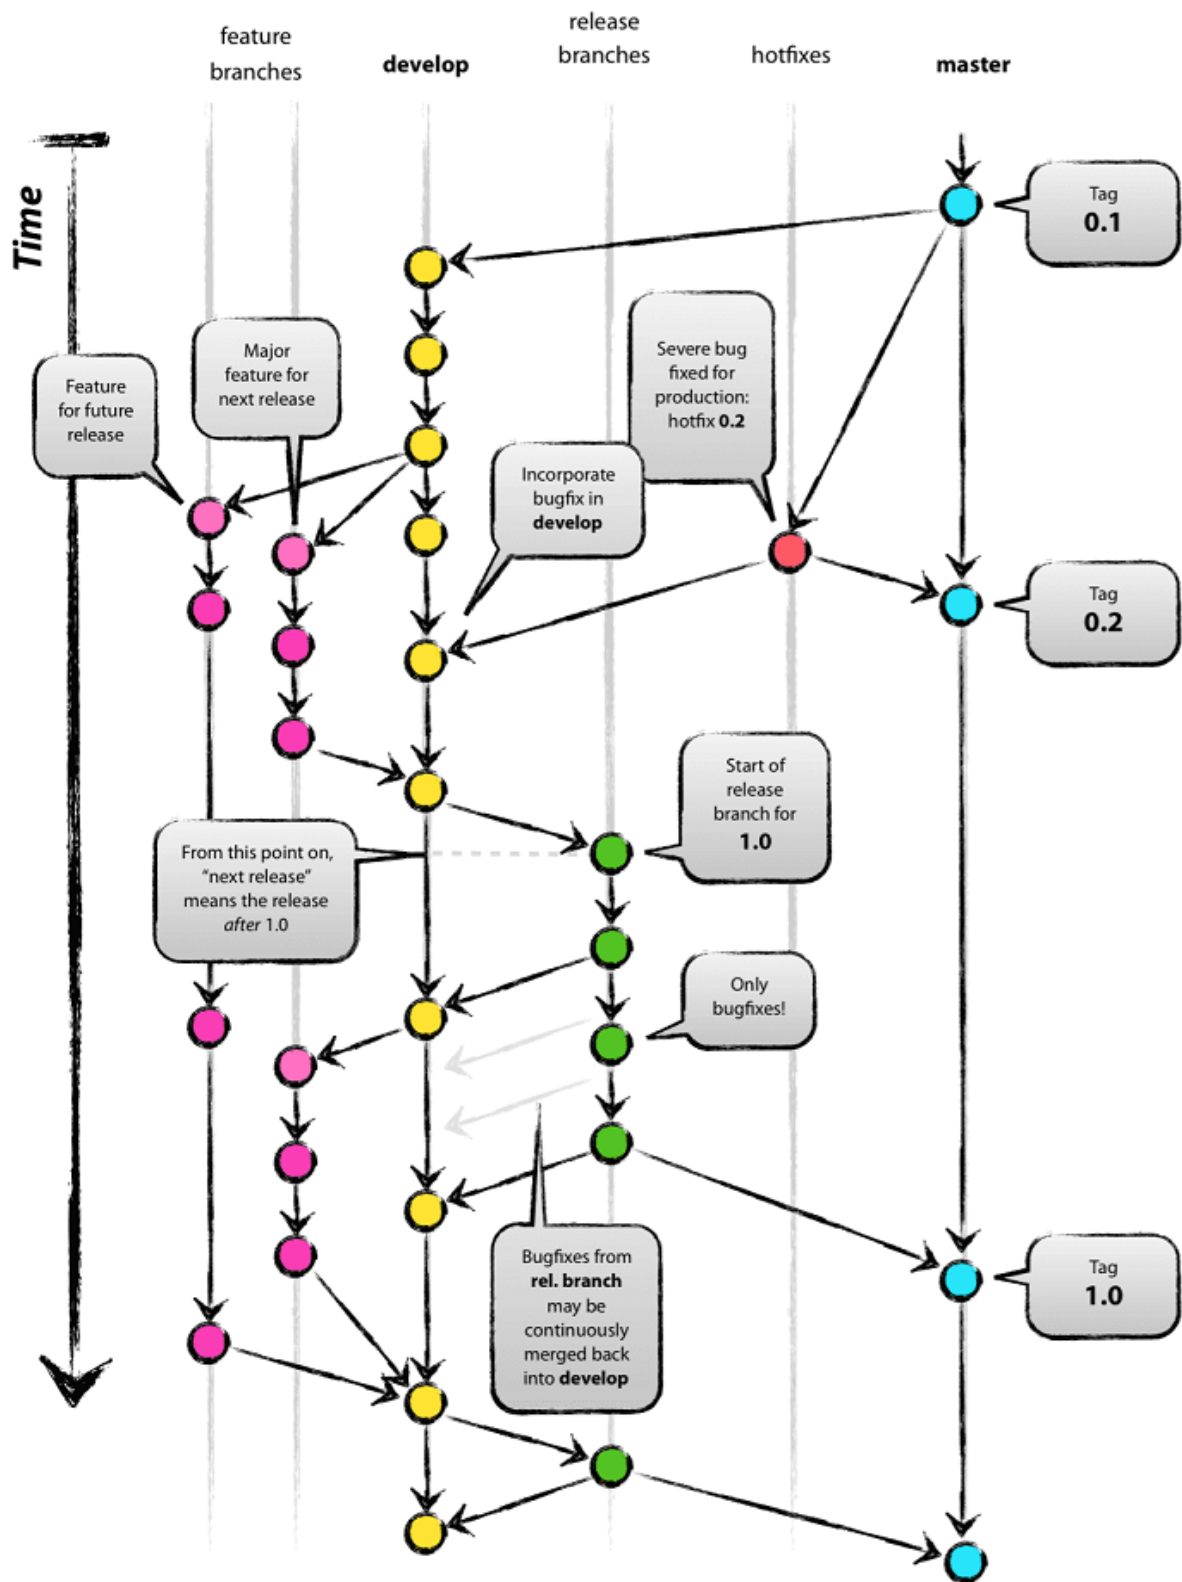 feature
branches
develop
release
branches
hotfixes
master
Time
Tag
0.1
Feature
for future
release
Major
feature for
next release
Severe bug
fixed for
production:
hotfix 0.2
Incorporate
bugfix in
develop
Tag
0.2
Start of
release
branch for
1.0
From this point on,
“next release”
means the release
after 1.0
Only
bugfixes!
Bugfixes from
rel. branch
may be
continuously
merged back
into develop
Tag
1.0